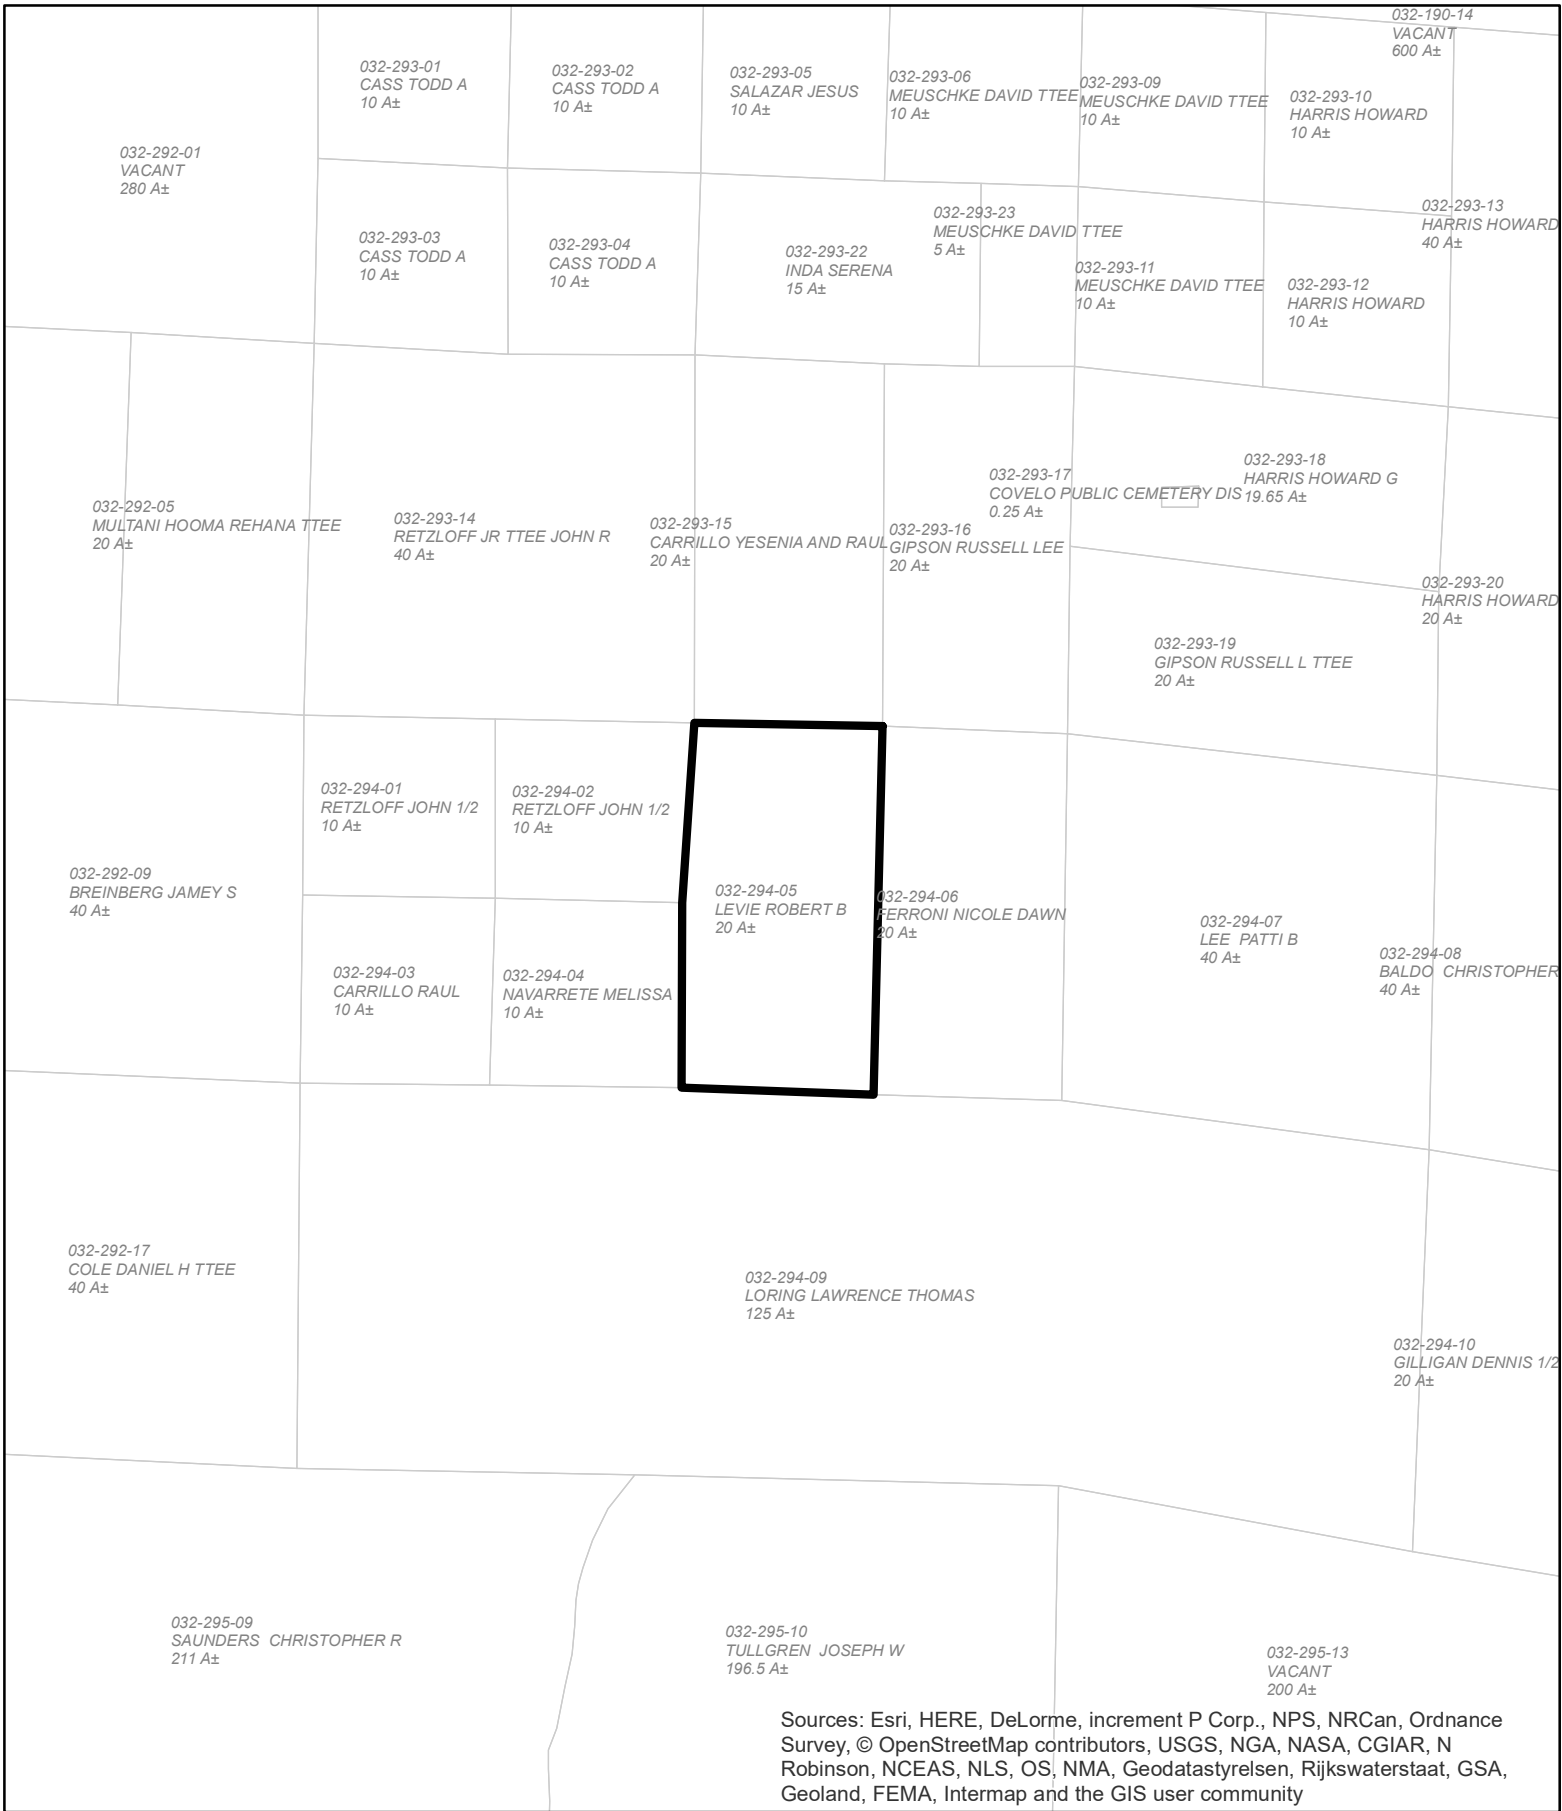 032-190-14
VACANT
600 A±
032-293-01
CASS TODD A
10 A±
032-293-02
CASS TODD A
10 A±
032-293-05
SALAZAR JESUS
10 A±
032-293-06
MEUSCHKE DAVID TTEE
10 A±
032-293-09
MEUSCHKE DAVID TTEE
10 A±
032-293-10
HARRIS HOWARD
10 A±
032-292-01
VACANT
280 A±
032-293-03
CASS TODD A
10 A±
032-293-04
CASS TODD A
10 A±
032-293-22
INDA SERENA
15 A±
032-293-23
MEUSCHKE DAVID TTEE
5 A±
032-293-11
MEUSCHKE DAVID TTEE
10 A±
032-293-12
HARRIS HOWARD
10 A±
032-293-13
HARRIS HOWARD
40 A±
032-292-05
MULTANI HOOMA REHANA TTEE
20 A±
032-293-14
RETZLOFF JR TTEE JOHN R
40 A±
032-293-15
CARRILLO YESENIA AND RAUL
20 A±
032-293-16
GIPSON RUSSELL LEE
20 A±
032-293-17
COVELO PUBLIC CEMETERY DIS
0.25 A±
032-293-18
HARRIS HOWARD G
19.65 A±
032-293-19
GIPSON RUSSELL L TTEE
20 A±
032-293-20
HARRIS HOWARD
20 A±
032-292-09
BREINBERG JAMEY S
40 A±
032-294-01
RETZLOFF JOHN 1/2
10 A±
032-294-02
RETZLOFF JOHN 1/2
10 A±
032-294-03
CARRILLO RAUL
10 A±
032-294-04
NAVARRETE MELISSA
10 A±
032-294-05
LEVIE ROBERT B
20 A±
032-294-06
FERRONI NICOLE DAWN
20 A±
032-294-07
LEE  PATTI B
40 A±
032-294-08
BALDO  CHRISTOPHER
40 A±
032-292-17
COLE DANIEL H TTEE
40 A±
032-294-09
LORING LAWRENCE THOMAS
125 A±
032-294-10
GILLIGAN DENNIS 1/2
20 A±
032-295-09
SAUNDERS  CHRISTOPHER R
211 A±
032-295-10
TULLGREN  JOSEPH W
196.5 A±
032-295-13
VACANT
200 A±
Sources: Esri, HERE, DeLorme, increment P Corp., NPS, NRCan, Ordnance
Survey, © OpenStreetMap contributors, USGS, NGA, NASA, CGIAR, N
Robinson, NCEAS, NLS, OS, NMA, Geodatastyrelsen, Rijkswaterstaat, GSA,
Geoland, FEMA, Intermap and the GIS user community